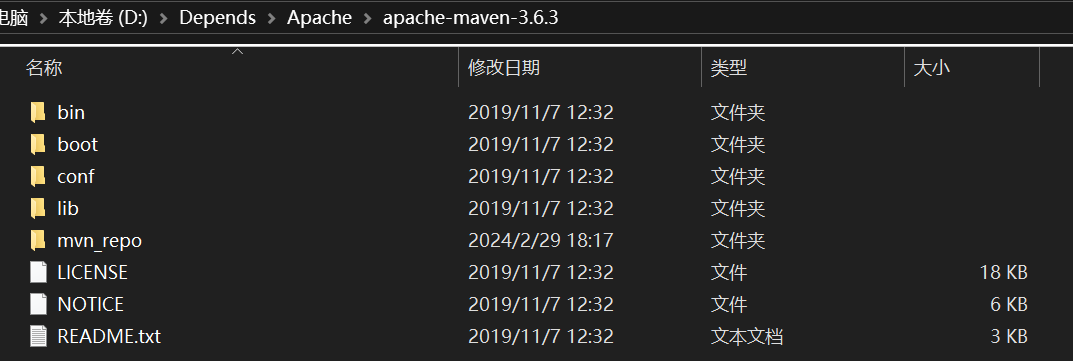 电脑 > 本地卷 (D:) > Depends > Apache > apache-maven-3.6.3
名称 修改日期 类型 大小
bin 2019/11/7 12:32 文件夹
boot 2019/11/7 12:32 文件夹
conf 2019/11/7 12:32 文件夹
lib 2019/11/7 12:32 文件夹
mvn_repo 2024/2/29 18:17 文件夹
LICENSE 2019/11/7 12:32 文件 18 KB
NOTICE 2019/11/7 12:32 文件 6 KB
README.txt 2019/11/7 12:32 文本文档 3 KB